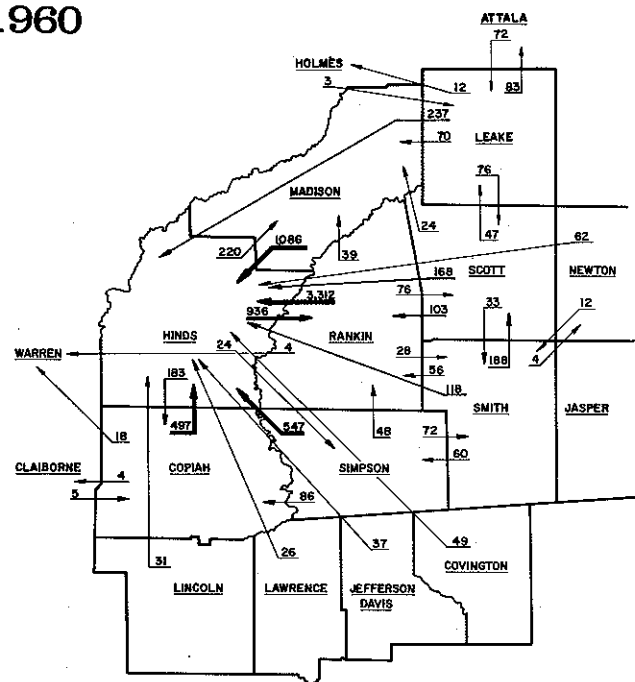 .960
ATTALA
72
HOLMES
3
12
83
237
70
LEAKE
76
MADISON
24
47
62
220
1086
39
168
SCOTT
NEWTON
76
3,312
936
103
33
12
HINDS
RANKIN
WARREN
24
4
28
188
4
56
183
118
SMITH
JASPER
497
547
48
18
72
CLAIBORNE
COPIAH
SIMPSON
60
4
5
86
26
37
49
31
COVINGTON
LINCOLN
LAWRENCE
JEFFERSON
DAVIS